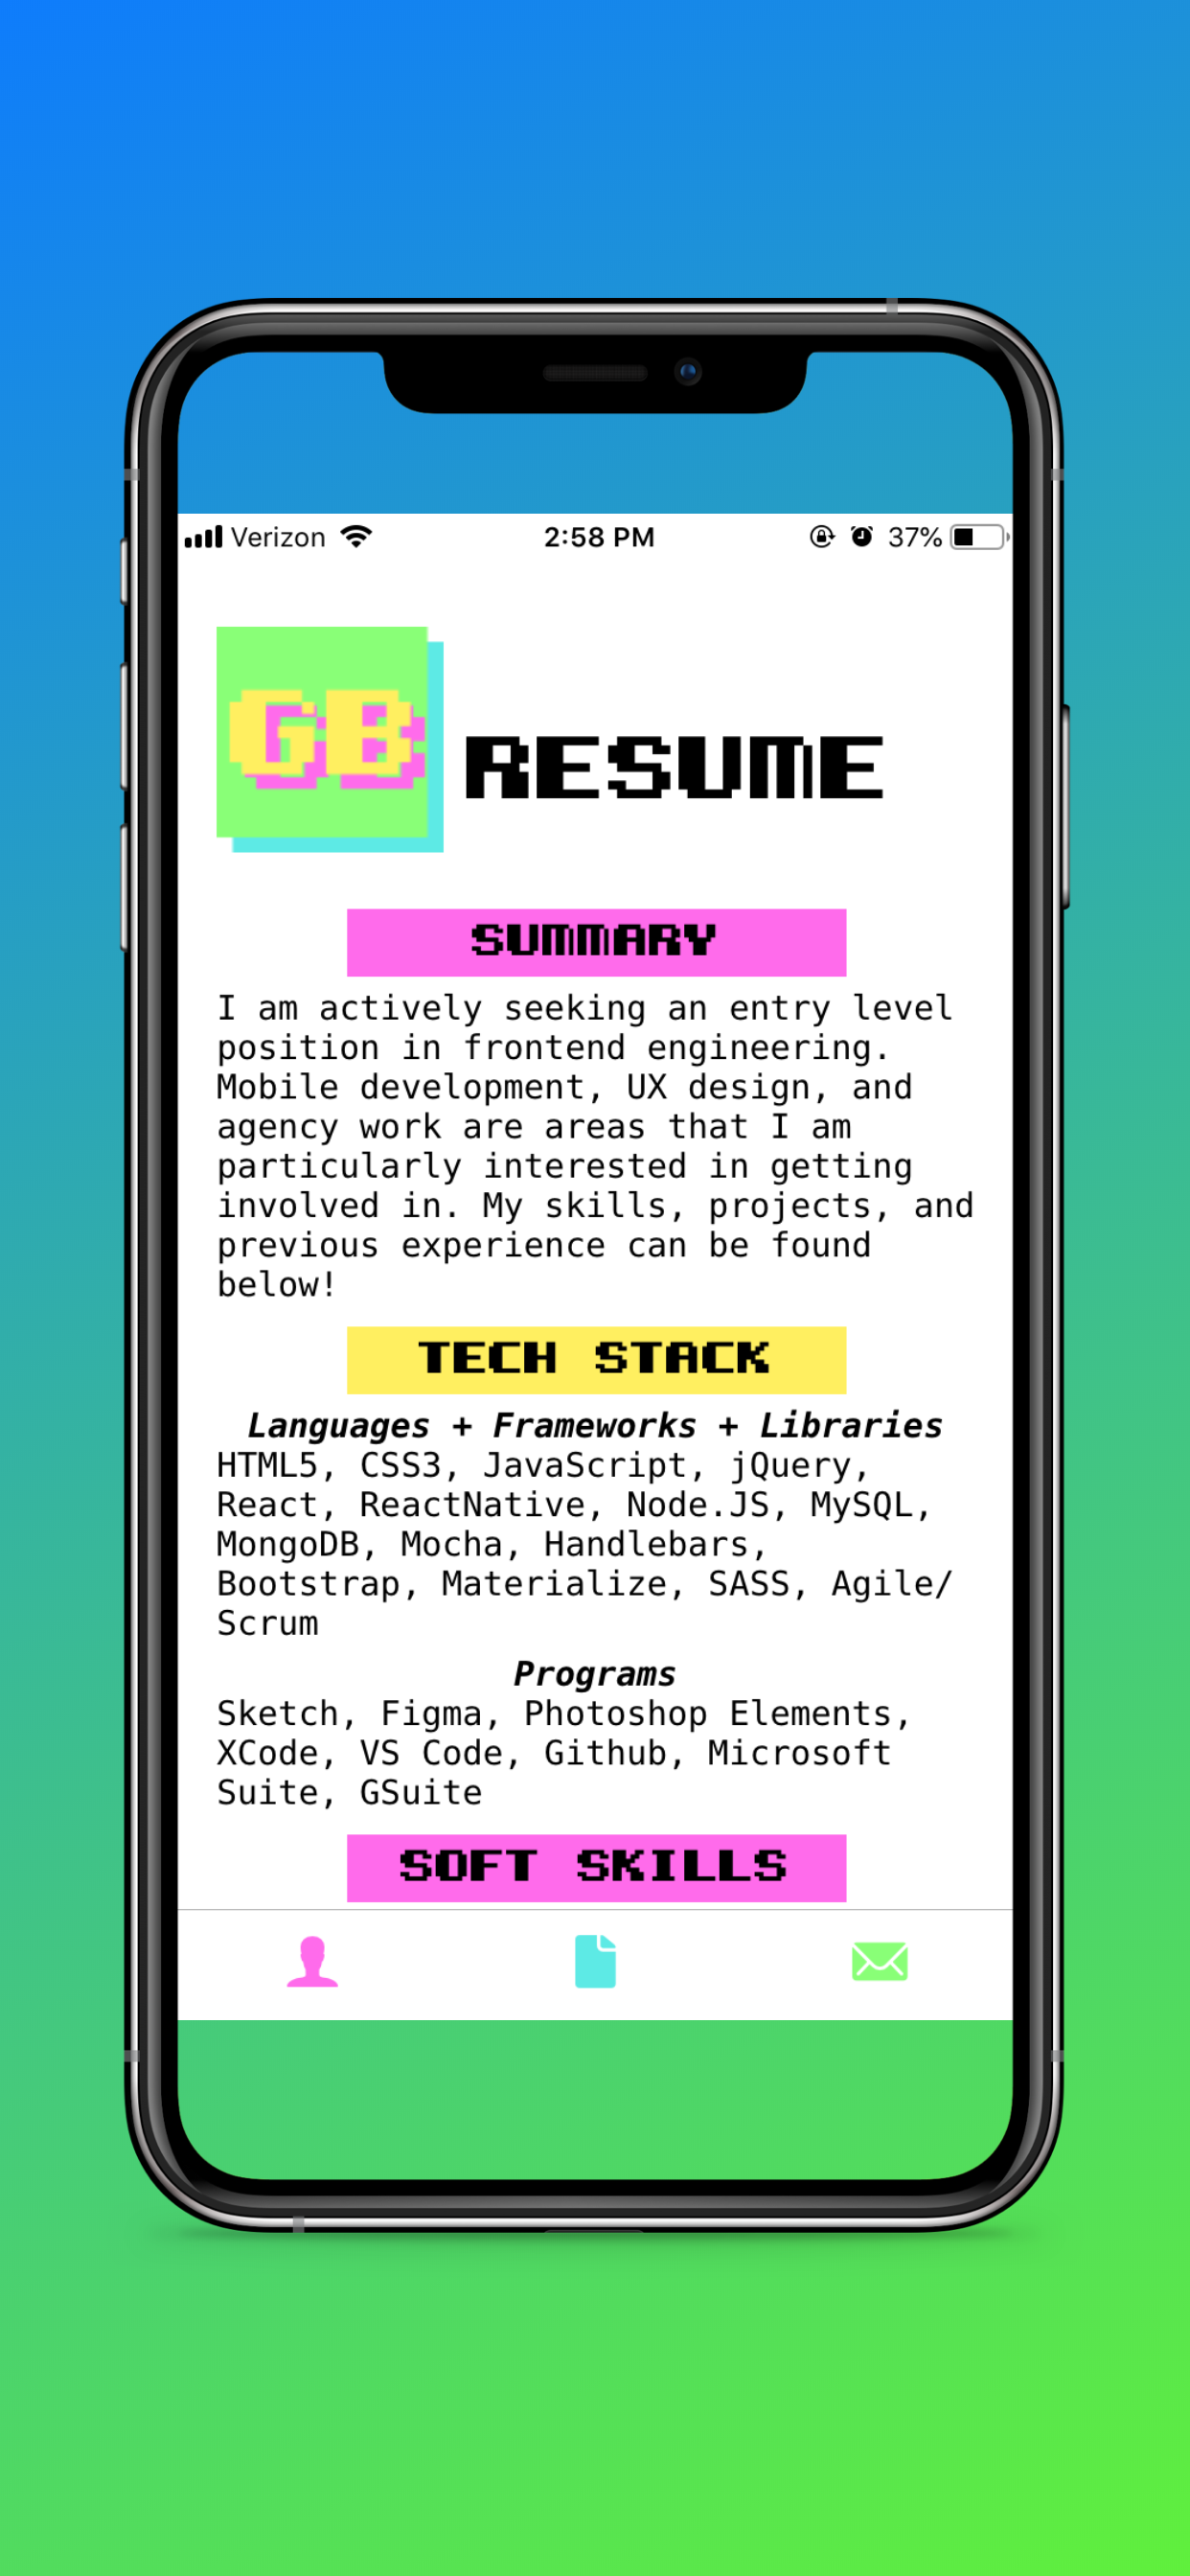 Verizon 2:58 PM 37%
GB
RESUME
SUMMARY
I am actively seeking an entry level
position in frontend engineering.
Mobile development, UX design, and
agency work are areas that I am
particularly interested in getting
involved in. My skills, projects, and
previous experience can be found
below!
TECH STACK
Languages + Frameworks + Libraries
HTML5, CSS3, JavaScript, jQuery,
React, ReactNative, Node.JS, MySQL,
MongoDB, Mocha, Handlebars,
Bootstrap, Materialize, SASS, Agile/
Scrum
Programs
Sketch, Figma, Photoshop Elements,
XCode, VS Code, Github, Microsoft
Suite, GSuite
SOFT SKILLS